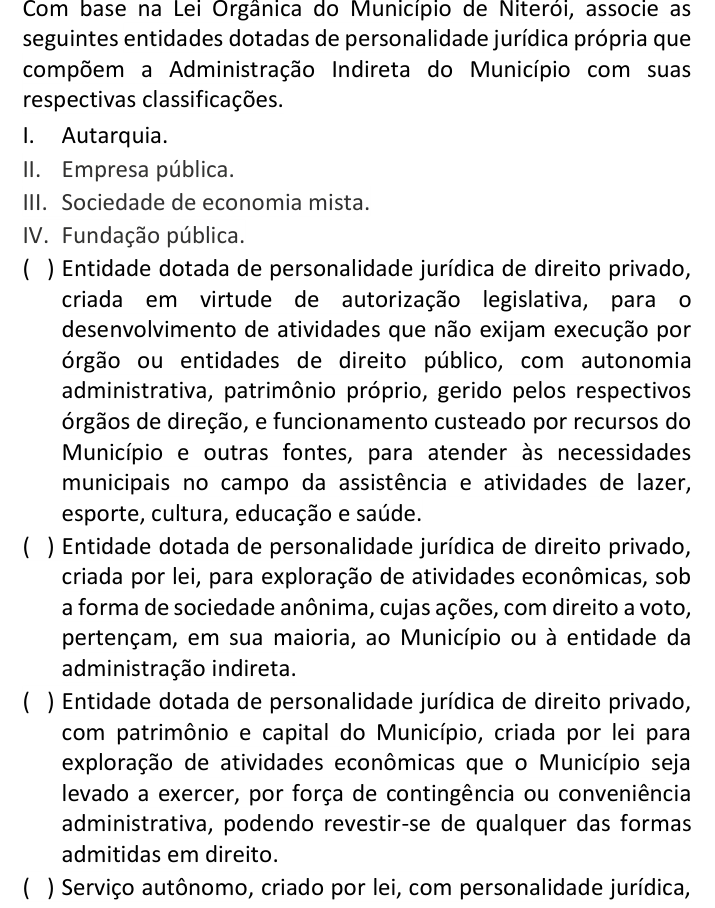 Com base na Lei Orgânica do Município de Niterói, associe as
seguintes entidades dotadas de personalidade jurídica própria que
compõem a Administração Indireta do Município com suas
respectivas classificações.
I. Autarquia.
II. Empresa pública.
III. Sociedade de economia mista.
IV. Fundação pública.
( ) Entidade dotada de personalidade jurídica de direito privado,
criada em virtude de autorização legislativa, para o
desenvolvimento de atividades que não exijam execução por
órgão ou entidades de direito público, com autonomia
administrativa, patrimônio próprio, gerido pelos respectivos
órgãos de direção, e funcionamento custeado por recursos do
Município e outras fontes, para atender às necessidades
municipais no campo da assistência e atividades de lazer,
esporte, cultura, educação e saúde.
( ) Entidade dotada de personalidade jurídica de direito privado,
criada por lei, para exploração de atividades econômicas, sob
a forma de sociedade anônima, cujas ações, com direito a voto,
pertençam, em sua maioria, ao Município ou à entidade da
administração indireta.
( ) Entidade dotada de personalidade jurídica de direito privado,
com patrimônio e capital do Município, criada por lei para
exploração de atividades econômicas que o Município seja
levado a exercer, por força de contingência ou conveniência
administrativa, podendo revestir-se de qualquer das formas
admitidas em direito.
( ) Serviço autônomo, criado por lei, com personalidade jurídica,